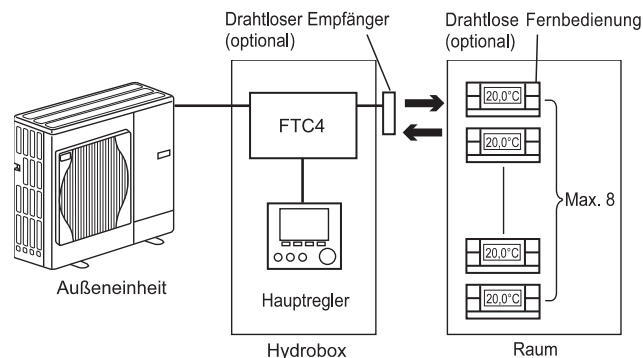 Drahtloser Empfänger
(optional)
Drahtlose Fernbedienung
(optional)
FTC4
20,0°C
20,0°C
Max. 8
20,0°C
20,0°C
Außeneinheit
Hauptregler
Hydrobox
Raum